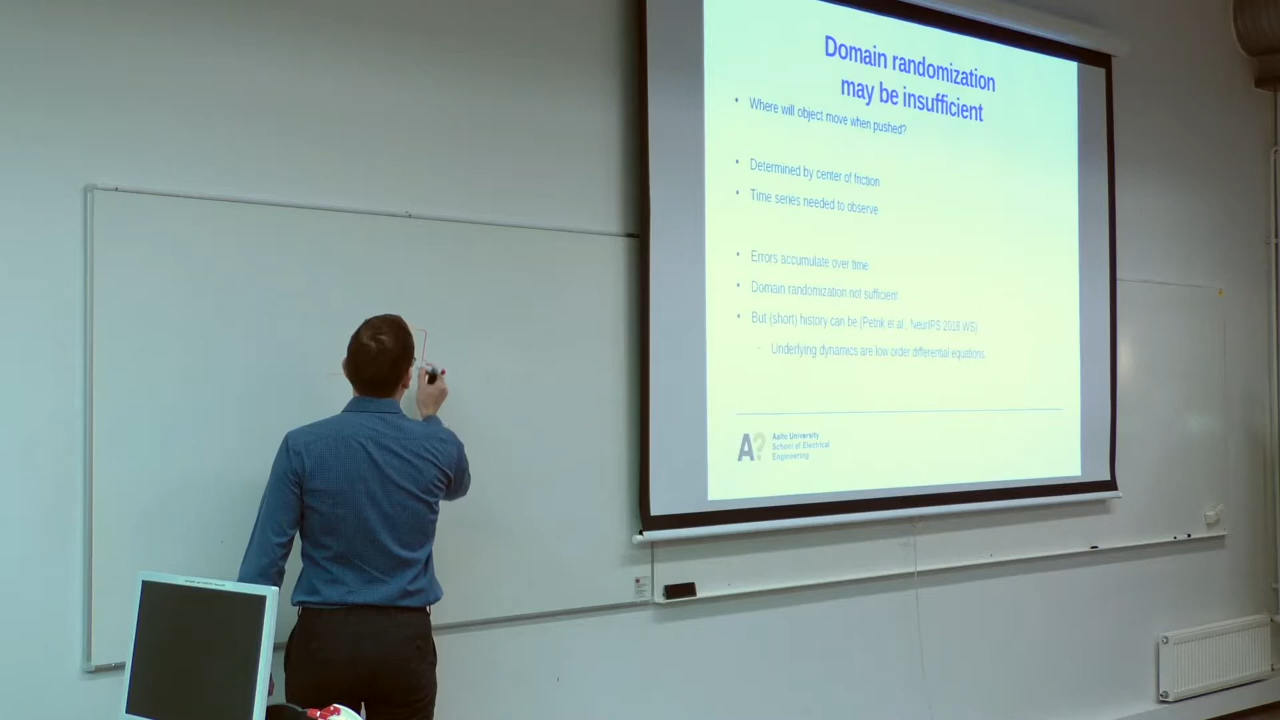 Domain randomization
may be insufficient
• Where will object move when pushed?
• Determined by center of friction
• Time series needed to observe
• Errors accumulate over time
• Domain randomization not sufficient
• But (short) history can be (Petrik et al., NeurIPS 2018 WS)
– Underlying dynamics are low order differential equations.
A?
Aalto University
School of Electrical
Engineering